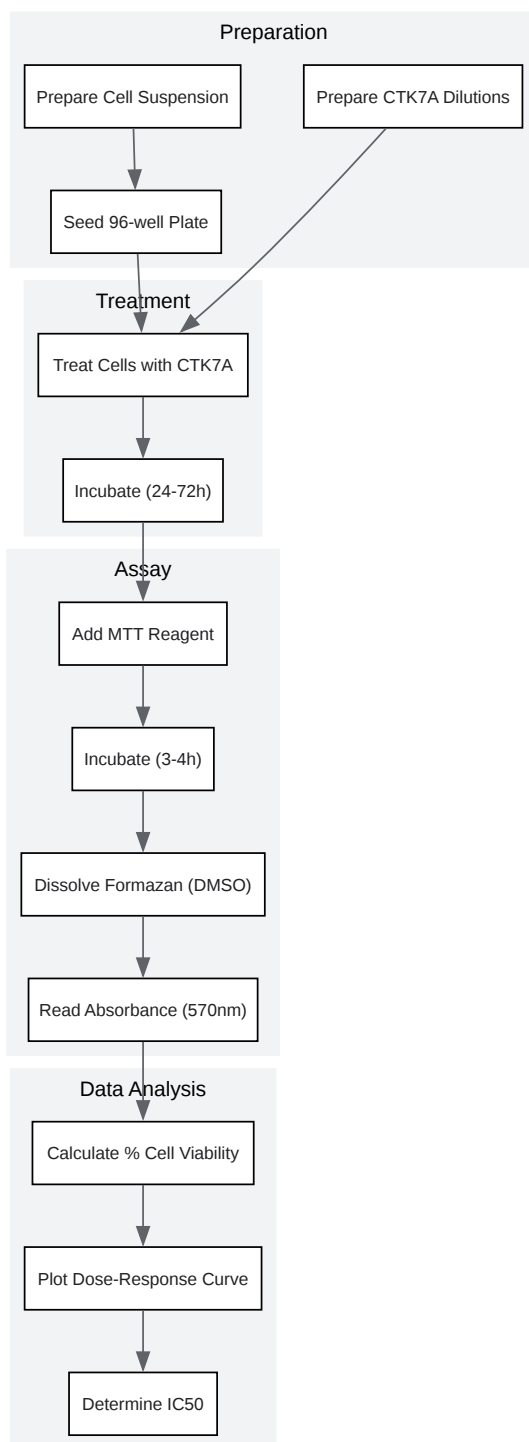 Preparation
Prepare Cell Suspension
Prepare CTK7A Dilutions
Seed 96-well Plate
Treatment
Treat Cells with CTK7A
Incubate (24-72h)
Assay
Add MTT Reagent
Incubate (3-4h)
Dissolve Formazan (DMSO)
Read Absorbance (570nm)
Data Analysis
Calculate % Cell Viability
Plot Dose-Response Curve
Determine IC50